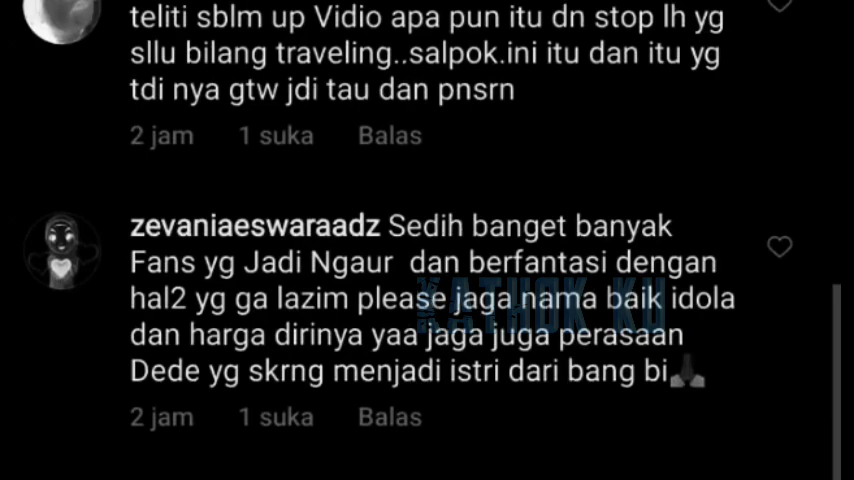 teliti sblm up Vidio apa pun itu dn stop lh yg
sllu bilang traveling..salpok.ini itu dan itu yg
tdi nya gtw jdi tau dan pnsrn
2 jam 1 suka Balas
zevaniaeswaraadz Sedih banget banyak
Fans yg Jadi Ngaur dan berfantasi dengan
hal2 yg ga lazim please jaga nama baik idola
dan harga dirinya yaa jaga juga perasaan
Dede yg skrng menjadi istri dari bang bi🙏
KATHOK KU
2 jam 1 suka Balas